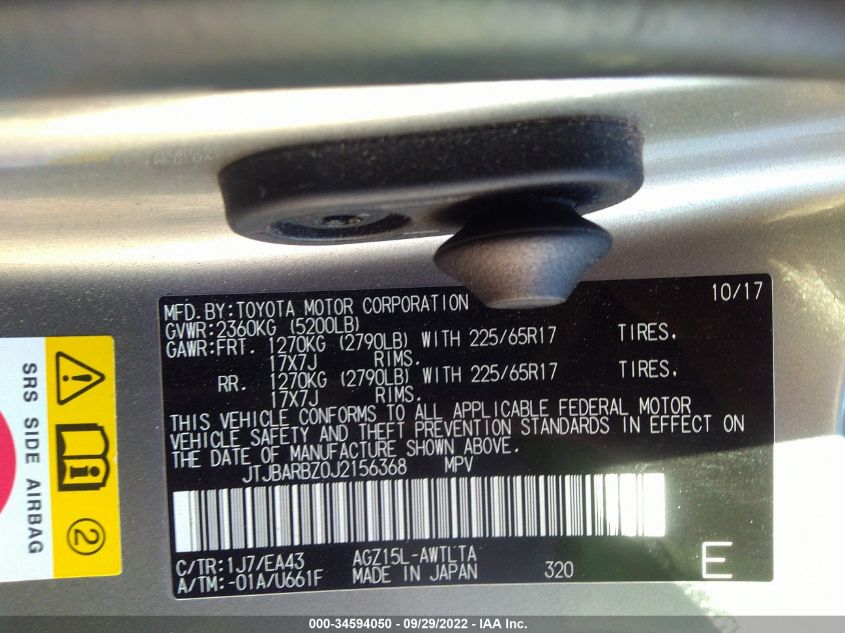 MFD. BY: TOYOTA MOTOR CORPORATION 10/17
GVWR: 2360KG (5200LB)
GAWR: FRT. 1270KG (2790LB) WITH 225/65R17 TIRES.
17X7J RIMS.
RR. 1270KG (2790LB) WITH 225/65R17 TIRES.
17X7J RIMS.
THIS VEHICLE CONFORMS TO ALL APPLICABLE FEDERAL MOTOR
VEHICLE SAFETY AND THEFT PREVENTION STANDARDS IN EFFECT ON
THE DATE OF MANUFACTURE SHOWN ABOVE.
JTJBARBZ0J2156368 MPV
C/TR: 1J7/EA43 AGZ15L-AWTLTA
A/TM: -01A/U661F MADE IN JAPAN 320 E
SRS SIDE AIRBAG
2
000-34594050 - 09/29/2022 - IAA Inc.